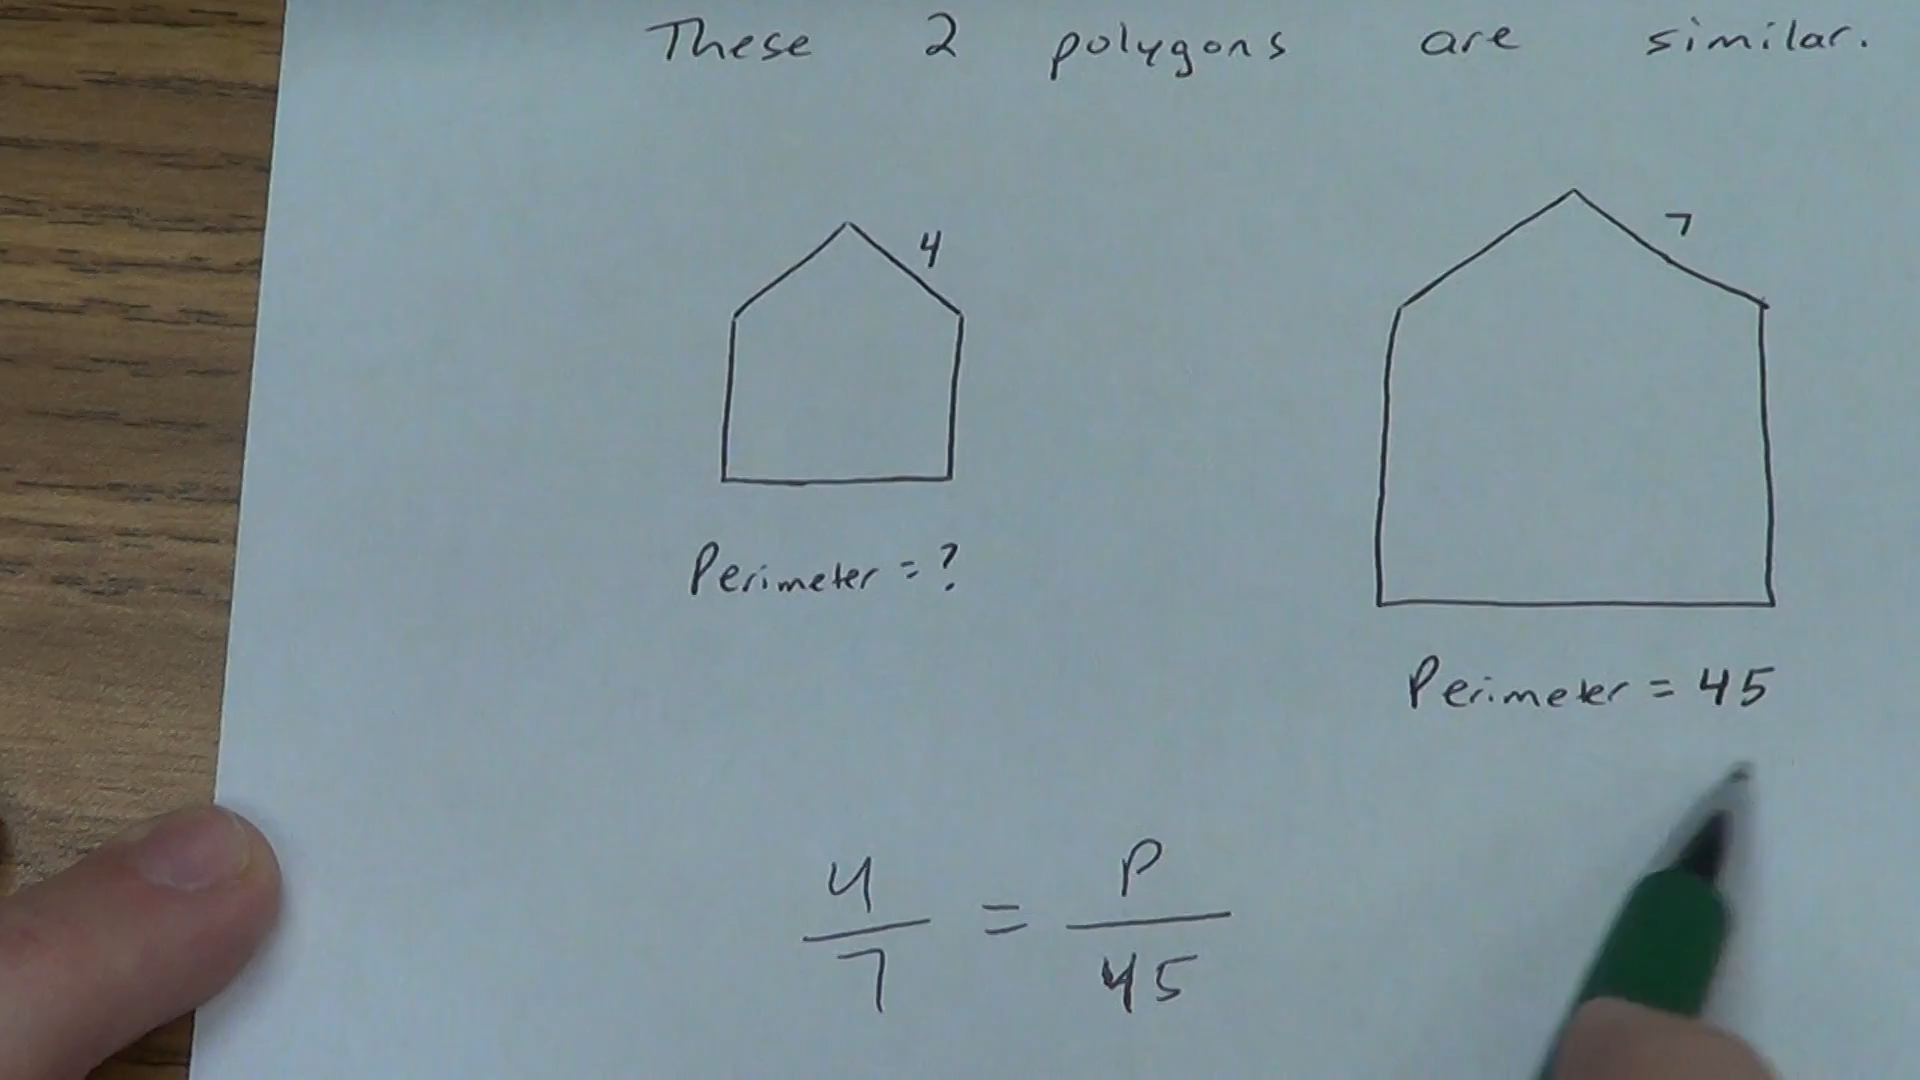 These 2 polygons are similar.
4
7
Perimeter = ?
Perimeter = 45
4/7 = P/45